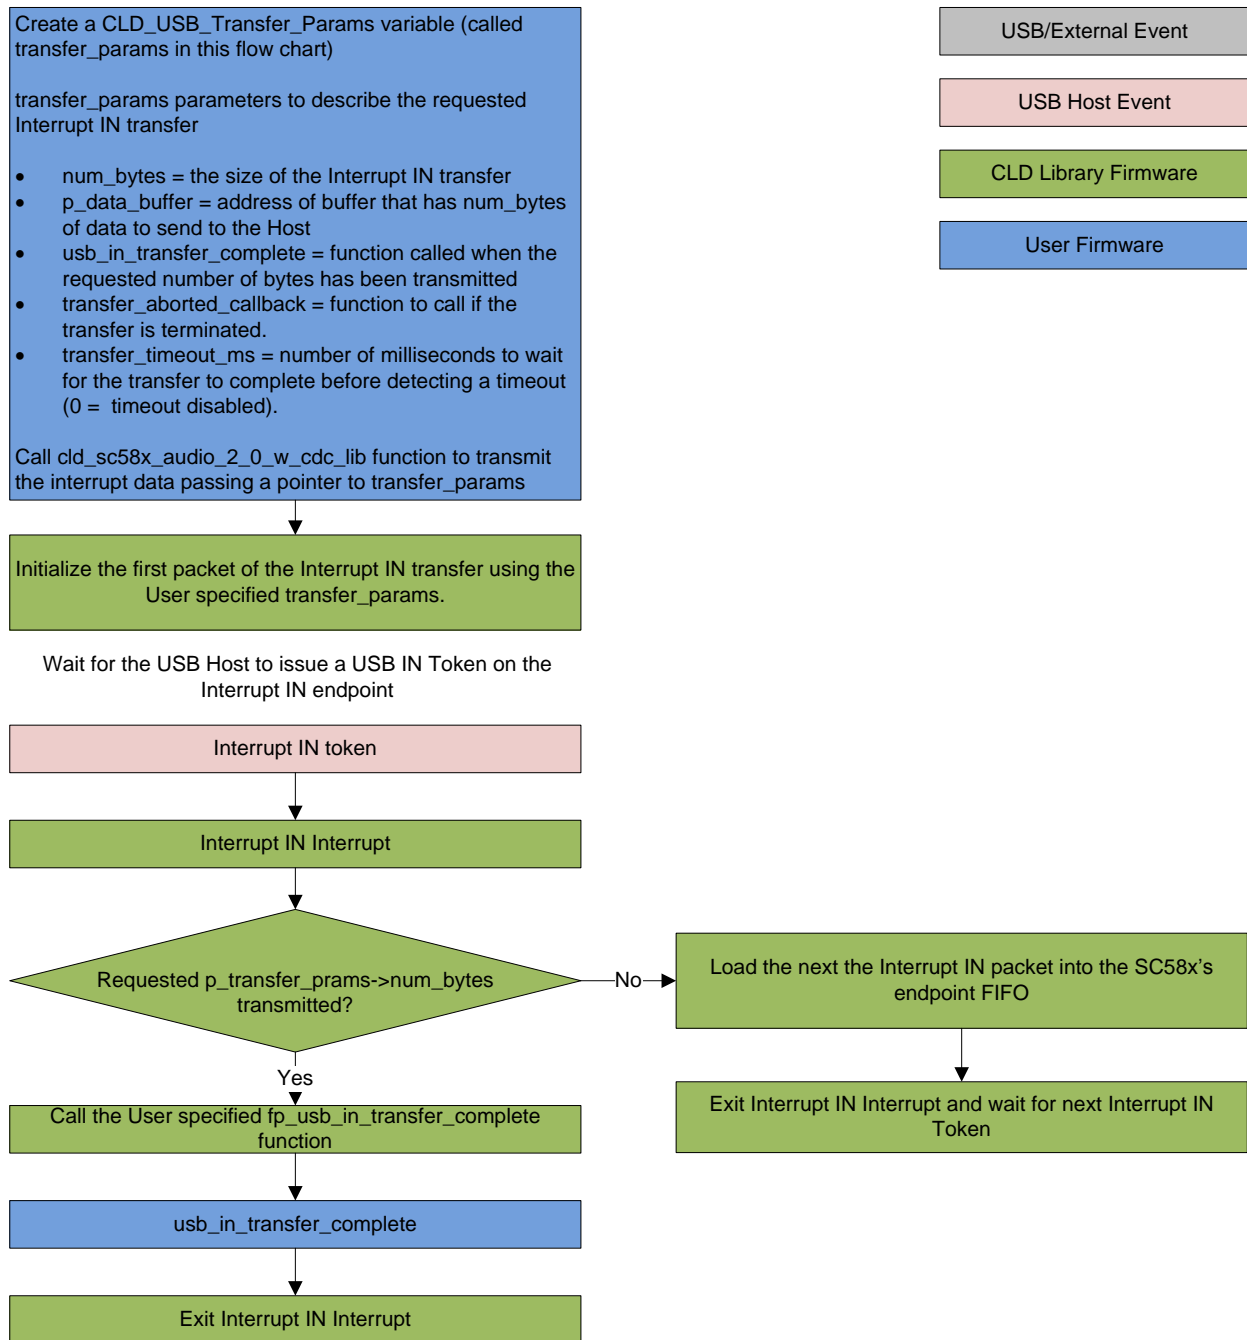 Create a CLD_USB_Transfer_Params variable (called
transfer_params in this flow chart)
transfer_params parameters to describe the requested
Interrupt IN transfer
• num_bytes = the size of the Interrupt IN transfer
• p_data_buffer = address of buffer that has num_bytes
of data to send to the Host
• usb_in_transfer_complete = function called when the
requested number of bytes has been transmitted
• transfer_aborted_callback = function to call if the
transfer is terminated.
• transfer_timeout_ms = number of milliseconds to wait
for the transfer to complete before detecting a timeout
(0 =  timeout disabled).
Call cld_sc58x_audio_2_0_w_cdc_lib function to transmit
the interrupt data passing a pointer to transfer_params
USB/External Event
USB Host Event
CLD Library Firmware
User Firmware
Initialize the first packet of the Interrupt IN transfer using the
User specified transfer_params.
Wait for the USB Host to issue a USB IN Token on the
Interrupt IN endpoint
Interrupt IN token
Interrupt IN Interrupt
Requested p_transfer_prams->num_bytes
transmitted?
No
Load the next the Interrupt IN packet into the SC58x's
endpoint FIFO
Exit Interrupt IN Interrupt and wait for next Interrupt IN
Token
Yes
Call the User specified fp_usb_in_transfer_complete
function
usb_in_transfer_complete
Exit Interrupt IN Interrupt